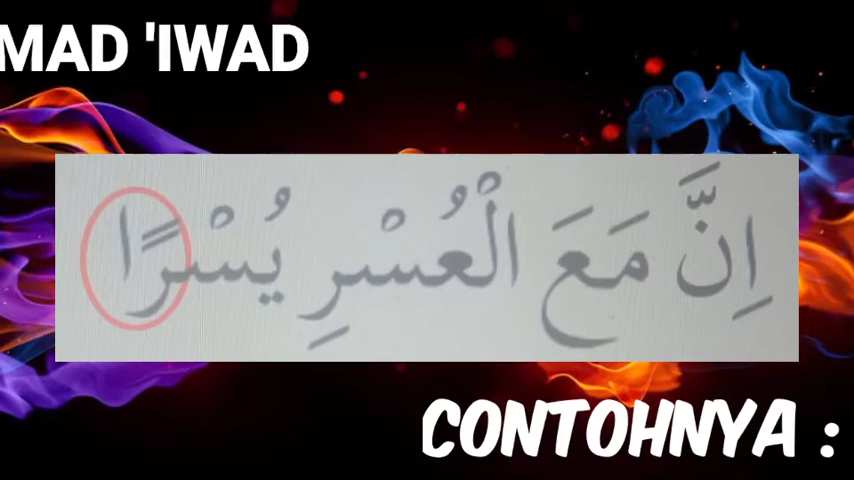 MAD 'IWAD
اِنَّ مَعَ الْعُسْرِ يُسْرًا
CONTOHNYA :